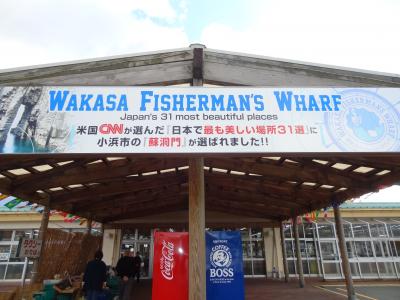 WAKASA FISHERMAN'S WHARF
Japan's 31 most beautiful places
米国CNNが選んだ『日本で最も美しい場所31選』に
小浜市の『蘇洞門』が選ばれました!!
Coca-Cola
SUNTORY
COFFEE
BOSS